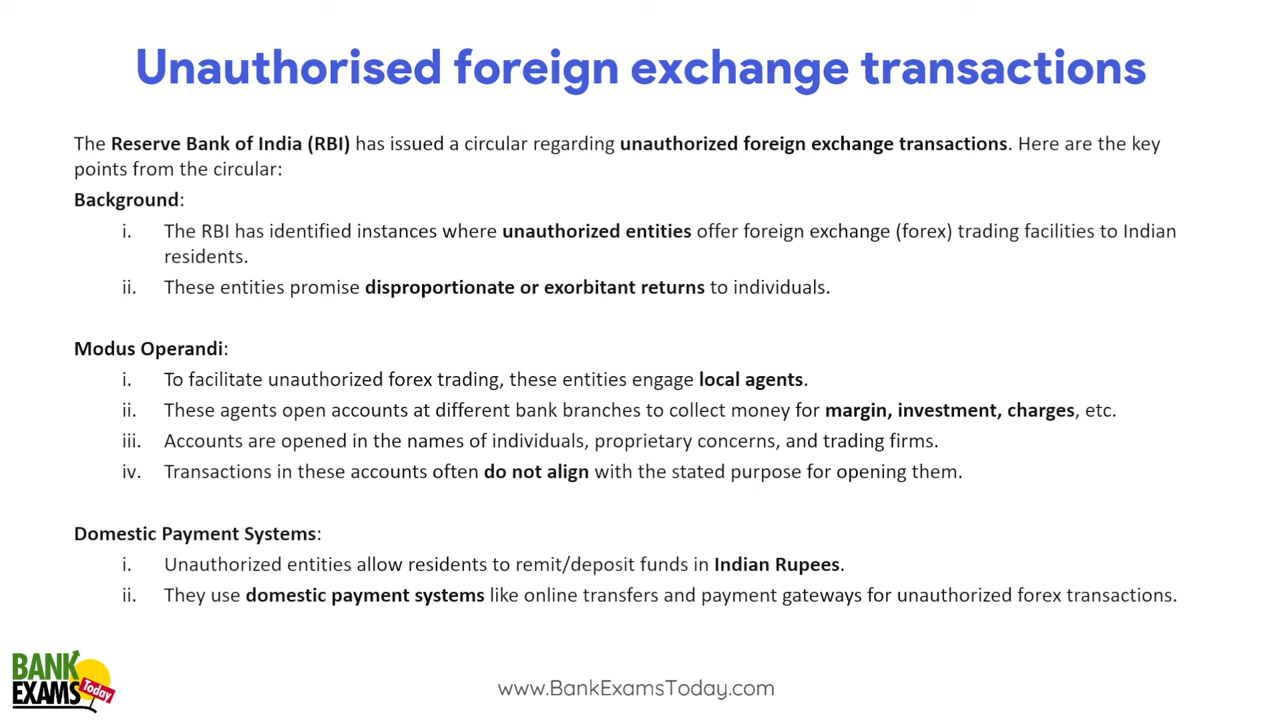 Unauthorised foreign exchange transactions
The Reserve Bank of India (RBI) has issued a circular regarding unauthorized foreign exchange transactions. Here are the key
points from the circular:
Background:
i. The RBI has identified instances where unauthorized entities offer foreign exchange (forex) trading facilities to Indian
residents.
ii. These entities promise disproportionate or exorbitant returns to individuals.
Modus Operandi:
i. To facilitate unauthorized forex trading, these entities engage local agents.
ii. These agents open accounts at different bank branches to collect money for margin, investment, charges, etc.
iii. Accounts are opened in the names of individuals, proprietary concerns, and trading firms.
iv. Transactions in these accounts often do not align with the stated purpose for opening them.
Domestic Payment Systems:
i. Unauthorized entities allow residents to remit/deposit funds in Indian Rupees.
ii. They use domestic payment systems like online transfers and payment gateways for unauthorized forex transactions.
BANK
EXAMS Today
www.BankExamsToday.com